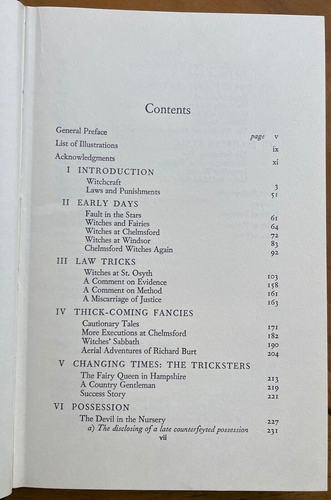 Contents
General Preface page v
List of Illustrations ix
Acknowledgments xi
I INTRODUCTION
Witchcraft 3
Laws and Punishments 51
II EARLY DAYS
Fault in the Stars 61
Witches and Fairies 64
Witches at Chelmsford 72
Witches at Windsor 83
Chelmsford Witches Again 92
III LAW TRICKS
Witches at St. Osyth 103
A Comment on Evidence 158
A Comment on Method 161
A Miscarriage of Justice 163
IV THICK-COMING FANCIES
Cautionary Tales 171
More Executions at Chelmsford 182
Witches' Sabbath 190
Aerial Adventures of Richard Burt 204
V CHANGING TIMES: THE TRICKSTERS
The Fairy Queen in Hampshire 213
A Country Gentleman 219
Success Story 221
VI POSSESSION
The Devil in the Nursery 227
a) The disclosing of a late counterfeyted possession 231
vii